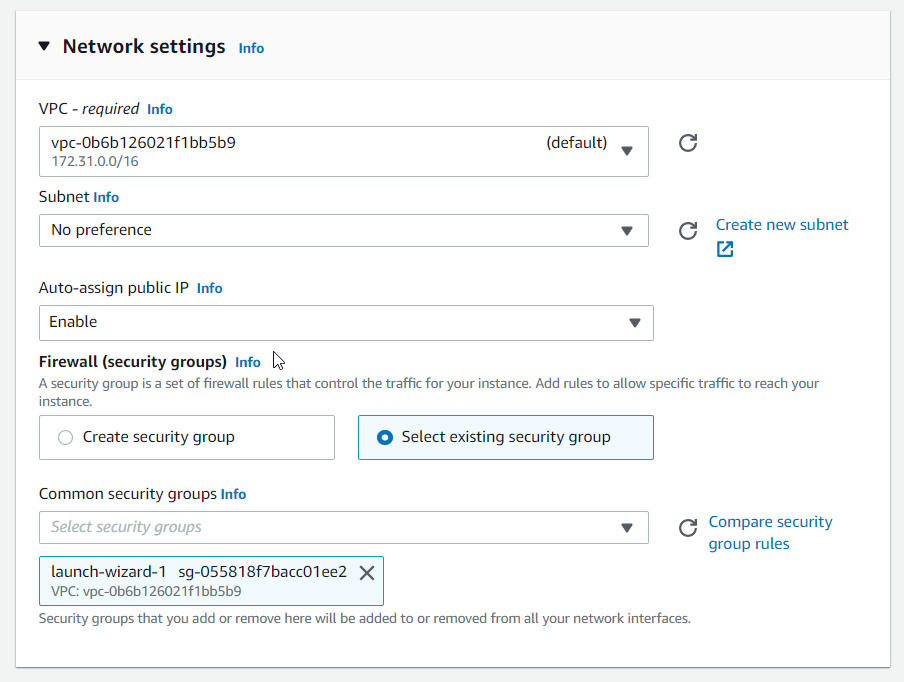 Network settings Info
VPC - required Info
vpc-0b6b126021f1bb5b9 (default)
172.31.0.0/16
Subnet Info
No preference
Create new subnet
Auto-assign public IP Info
Enable
Firewall (security groups) Info
A security group is a set of firewall rules that control the traffic for your instance. Add rules to allow specific traffic to reach your
instance.
Create security group
Select existing security group
Common security groups Info
Select security groups
Compare security
group rules
launch-wizard-1 sg-055818f7bacc01ee2
VPC: vpc-0b6b126021f1bb5b9
Security groups that you add or remove here will be added to or removed from all your network interfaces.